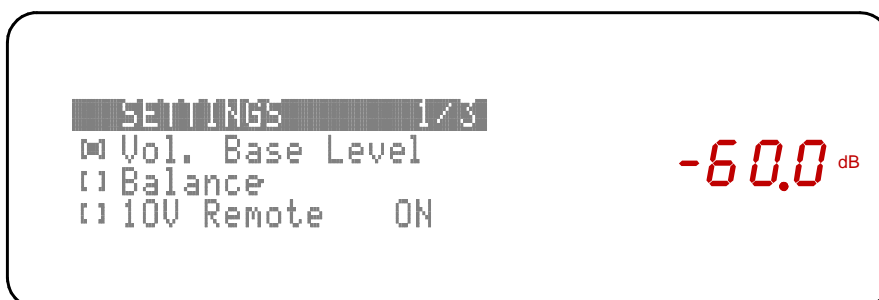 SETTINGS 1/3
[■] Vol. Base Level
[ ] Balance
[ ] 10V Remote ON
-60.0 dB